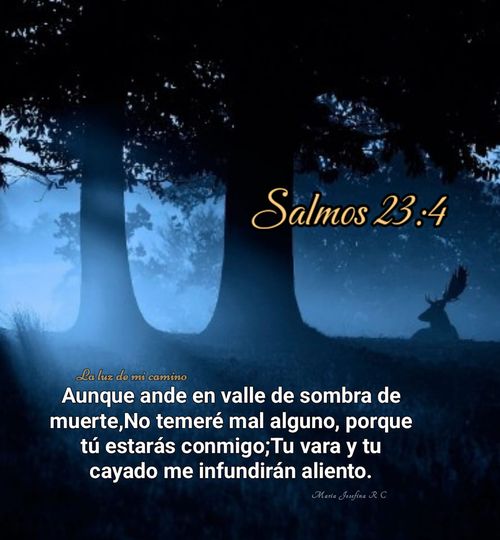 Salmos 23:4
La luz de mi camino
Aunque ande en valle de sombra de
muerte,No temeré mal alguno, porque
tú estarás conmigo;Tu vara y tu
cayado me infundirán aliento.
María Josefina R C